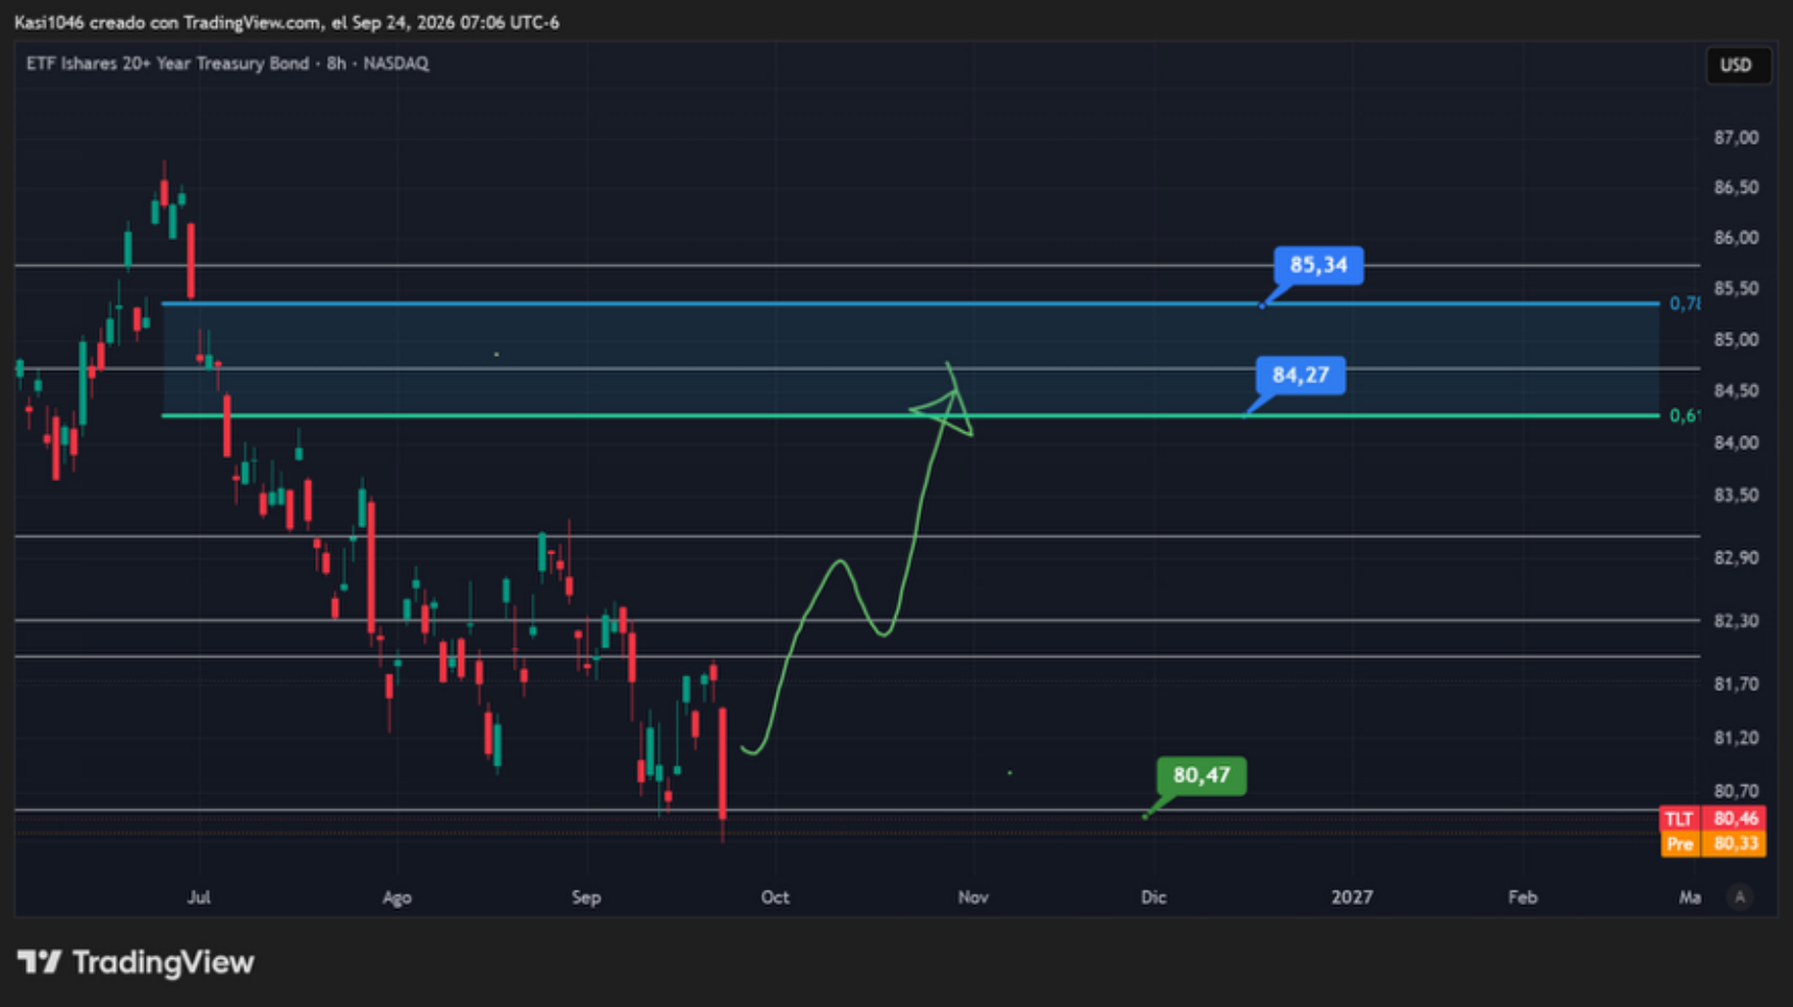 Kasi1046 creado con TradingView.com, el Sep 24, 2026 07:06 UTC-6
ETF Ishares 20+ Year Treasury Bond · 8h · NASDAQ
USD
87,00
86,50
86,00
85,34
85,50
0,78
85,00
84,27
84,50
0,61
84,00
83,50
82,90
82,30
81,70
81,20
80,47
80,70
TLT 80,46
Pre 80,33
Jul Ago Sep Oct Nov Dic 2027 Feb Ma A
TradingView